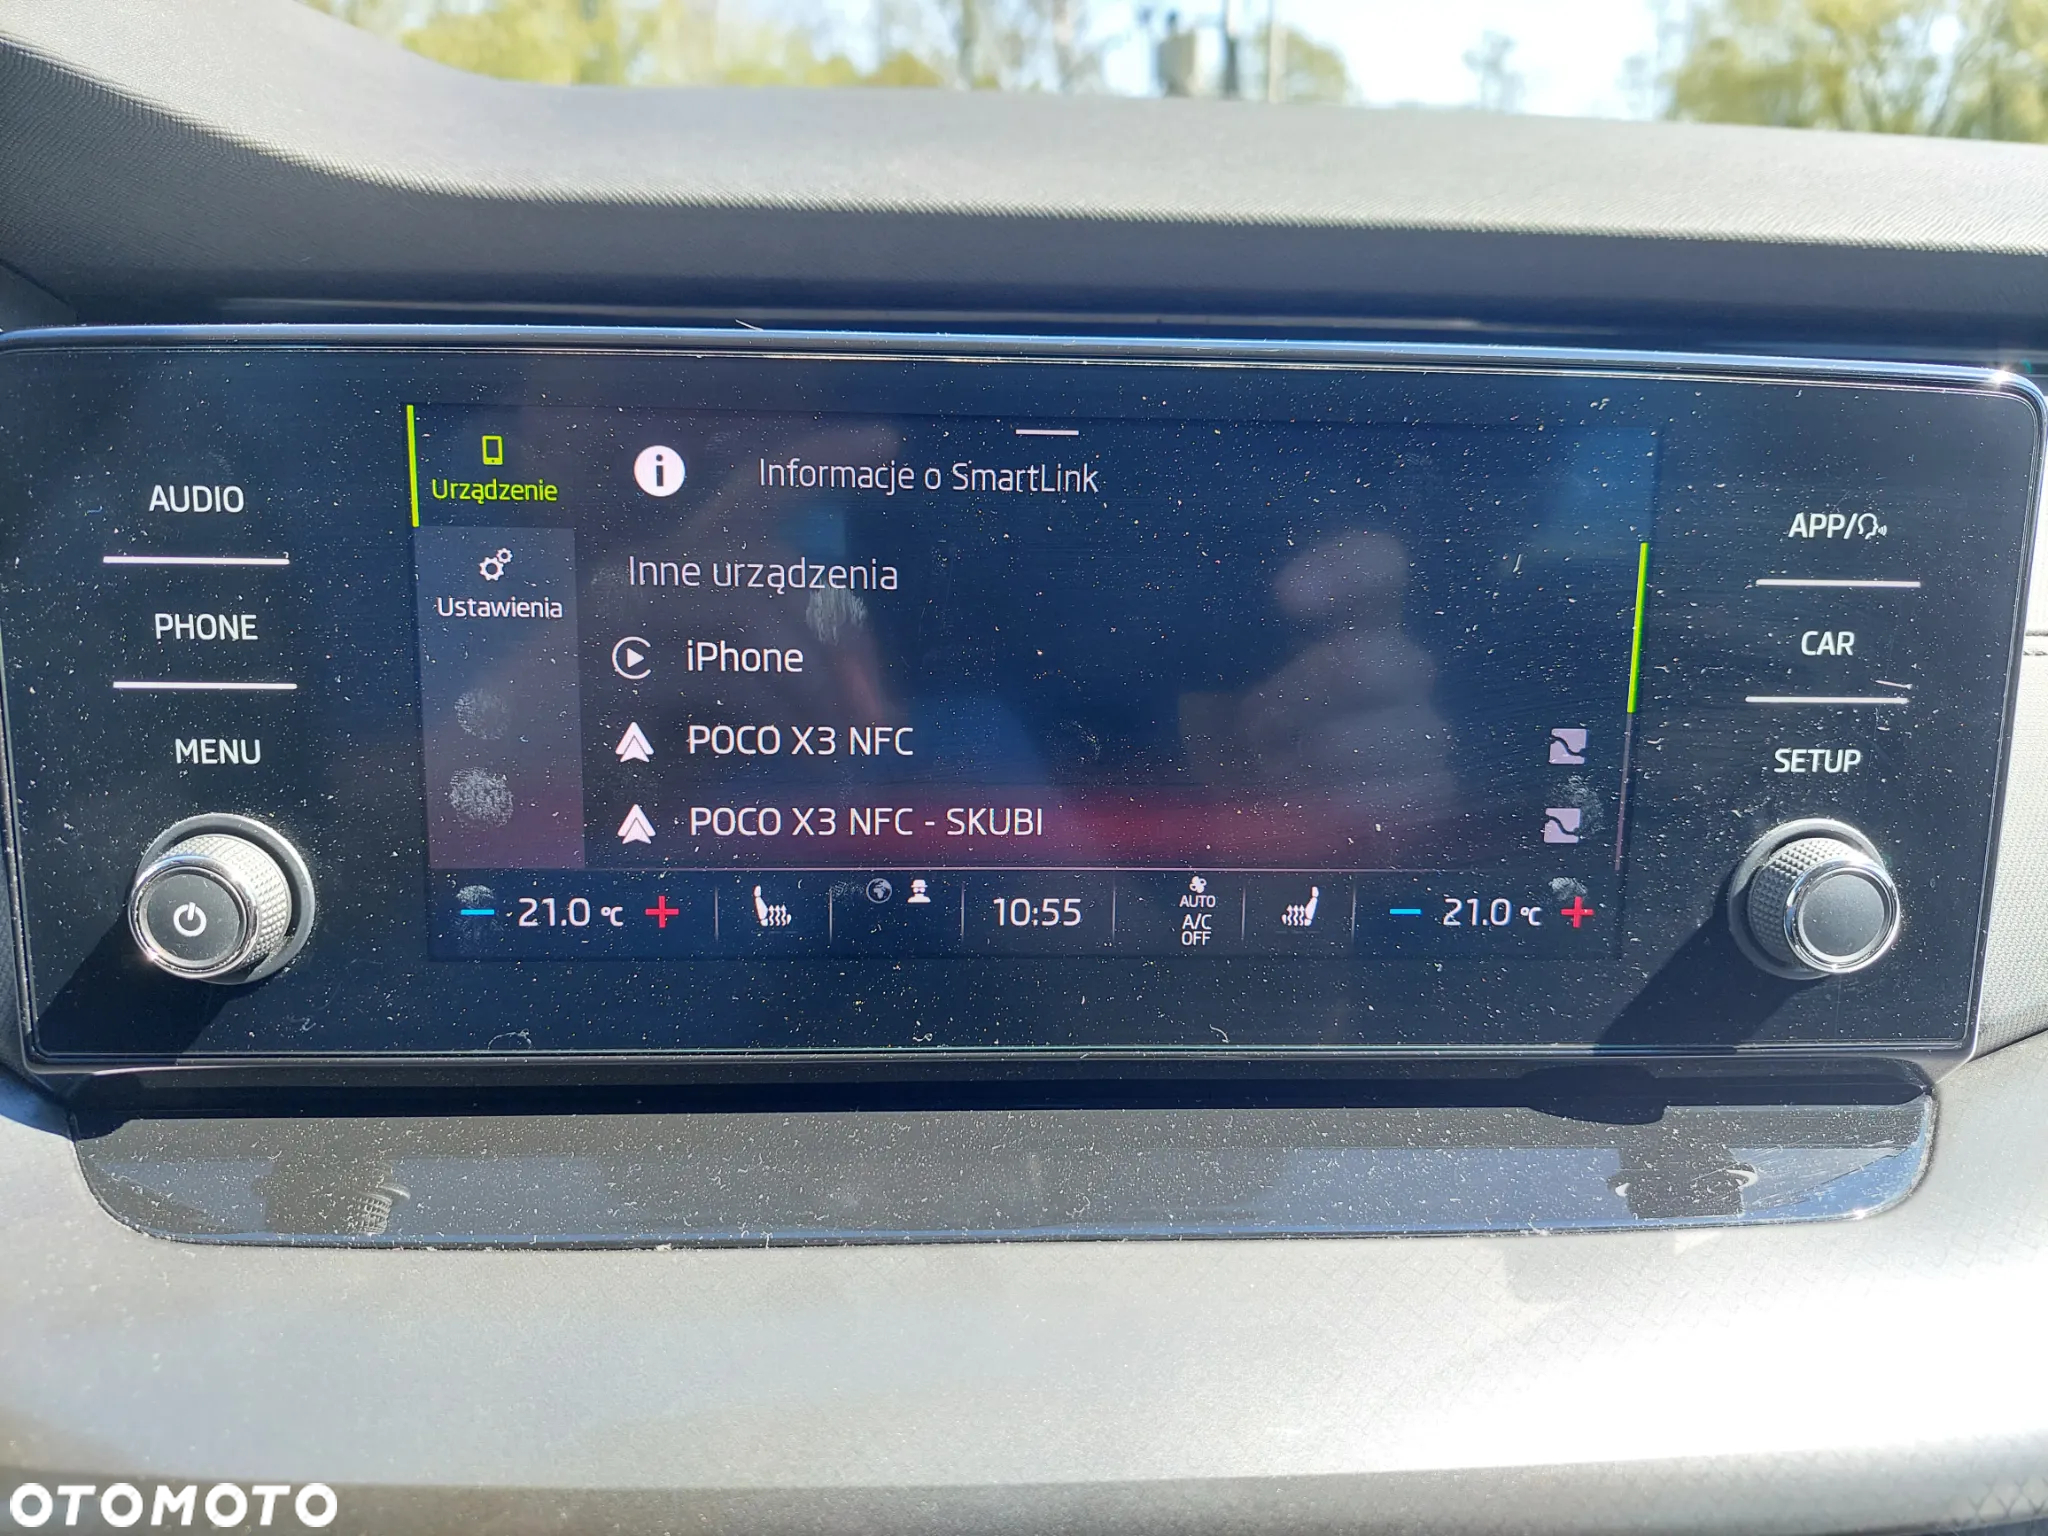 AUDIO
PHONE
MENU
Urządzenie
Ustawienia
Informacje o SmartLink
Inne urządzenia
iPhone
POCO X3 NFC
POCO X3 NFC - SKUBI
21.0 °C
10:55
AUTO
A/C
OFF
21.0 °C
APP/
CAR
SETUP
OTOMOTO